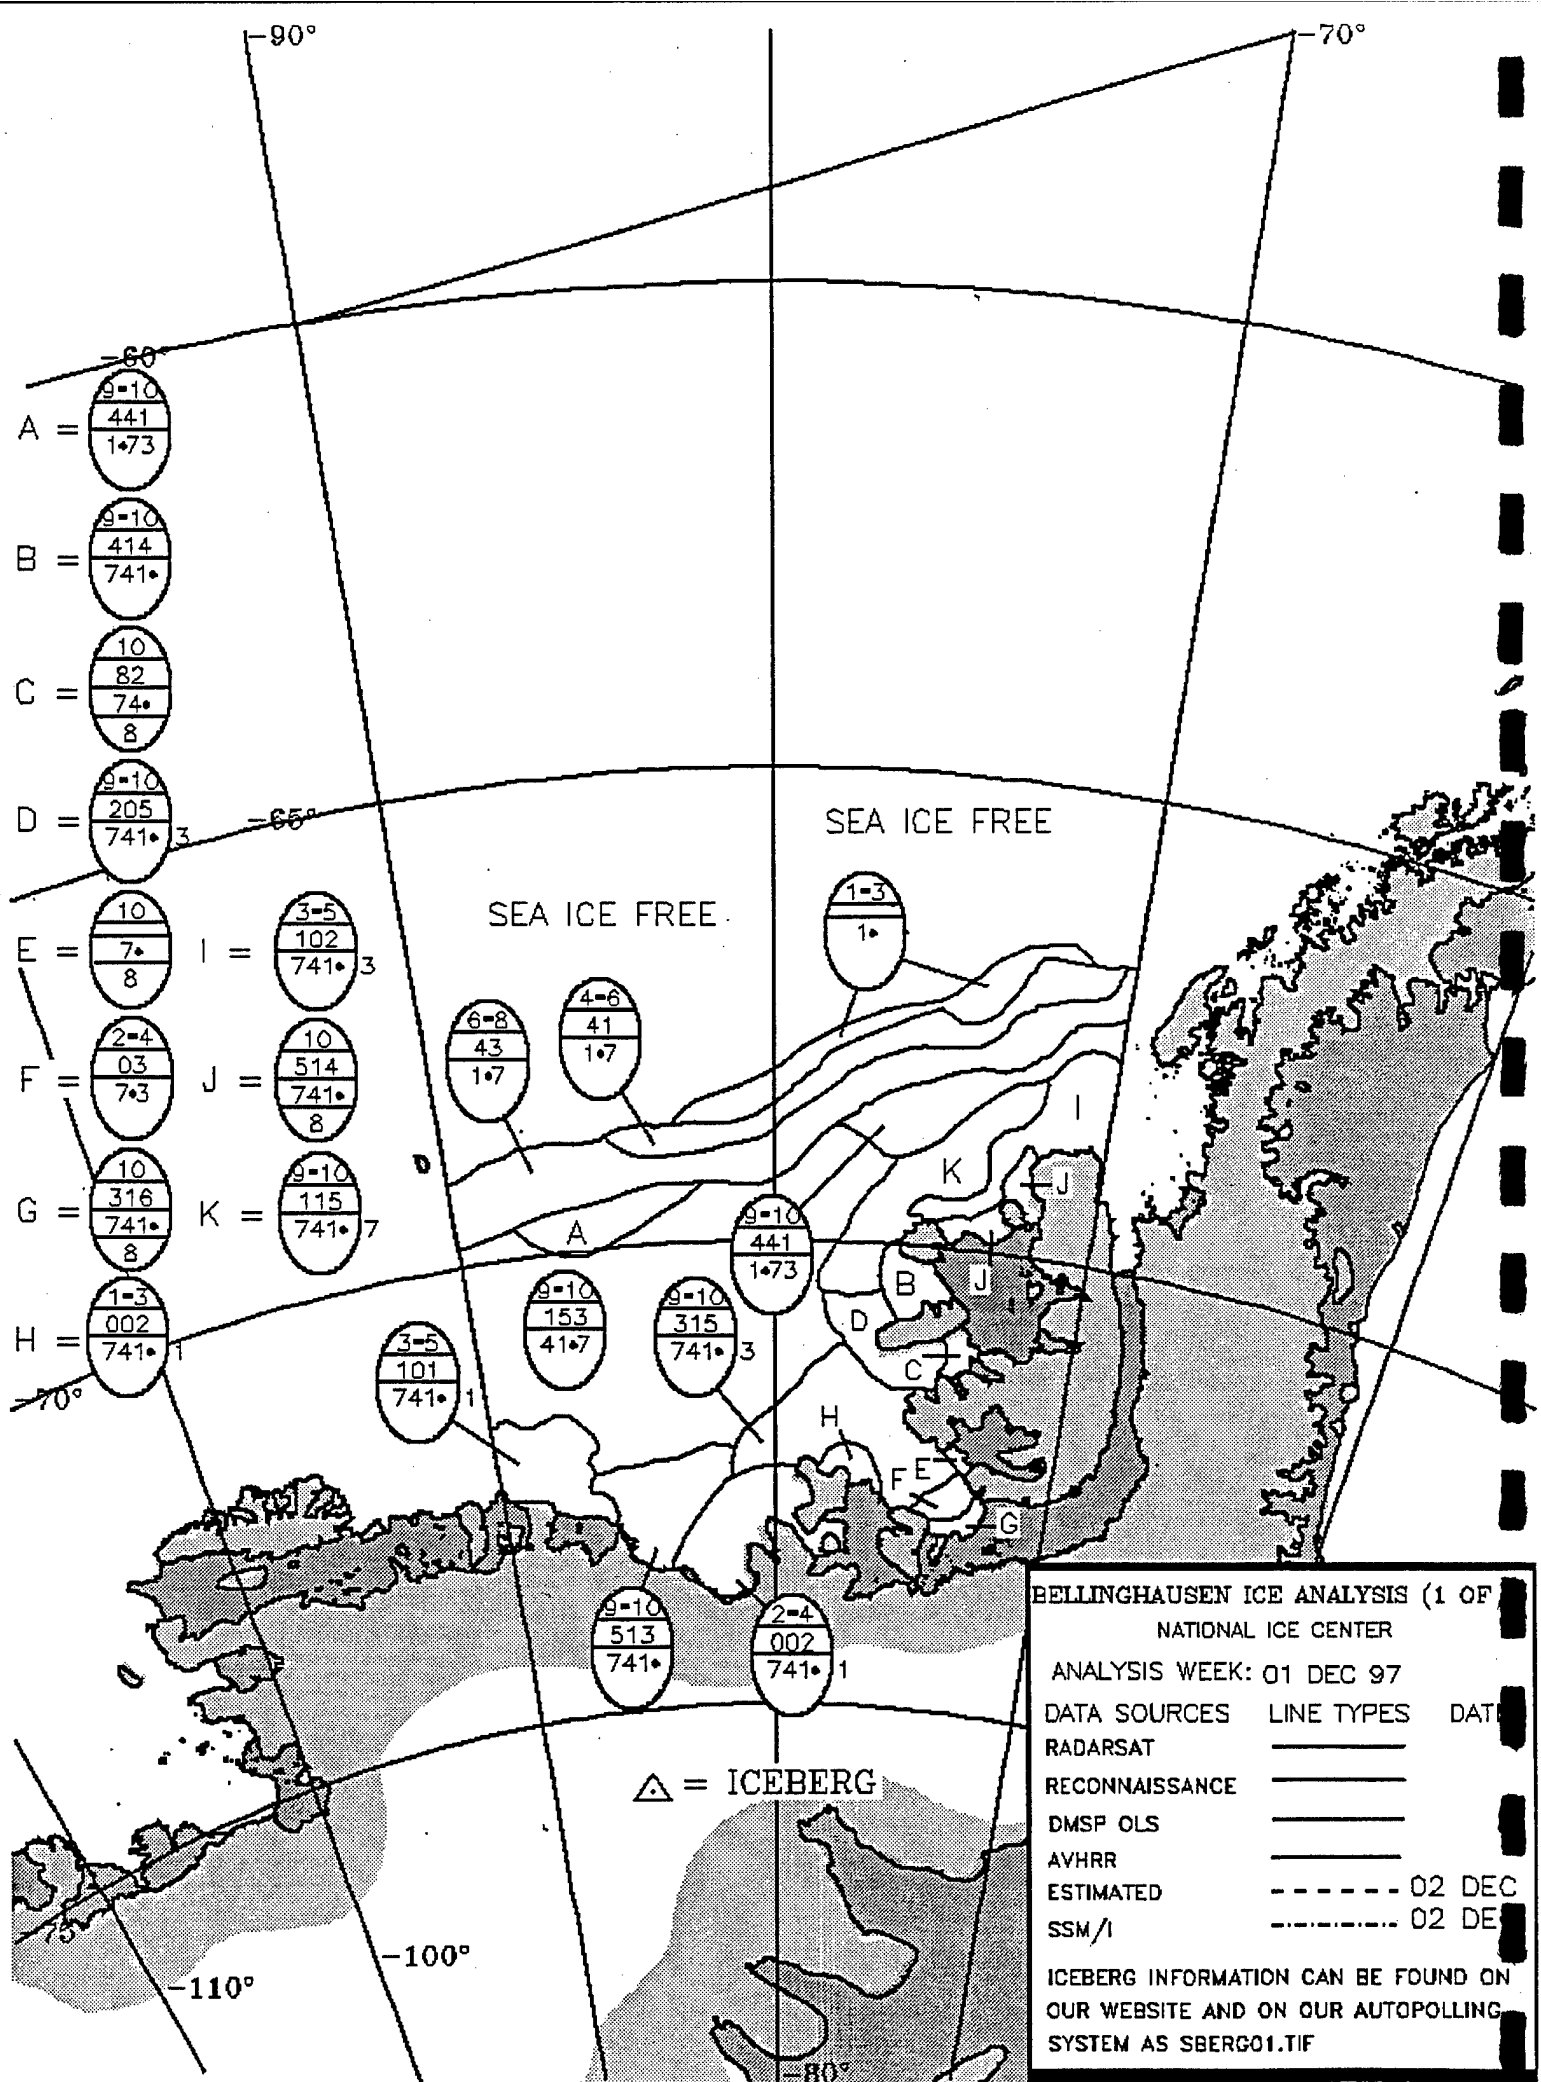 -90°
-70°
-60°
A =
9-10
441
1•73
B =
9-10
414
741•
C =
10
82
74•
8
D =
9-10
205
741• 3
-65°
SEA ICE FREE
SEA ICE FREE
1-3
1•
E =
10
7•
8
I =
3-5
102
741• 3
6-8
43
1•7
4-6
41
1•7
F =
2-4
03
7•3
J =
10
514
741•
8
G =
10
316
741•
8
K =
9-10
115
741• 7
H =
1-3
002
741• 1
-70°
I
K
J
A
9-10
441
1•73
B
J
D
C
9-10
153
41•7
9-10
315
741• 3
3-5
101
741• 1
H
F
E
G
9-10
513
741•
2-4
002
741• 1
= ICEBERG
75
-100°
-110°
-80°
BELLINGHAUSEN ICE ANALYSIS (1 OF
NATIONAL ICE CENTER
ANALYSIS WEEK: 01 DEC 97
DATA SOURCES LINE TYPES DAT
RADARSAT
RECONNAISSANCE
DMSP OLS
AVHRR
ESTIMATED 02 DEC
SSM/I 02 DE
ICEBERG INFORMATION CAN BE FOUND ON
OUR WEBSITE AND ON OUR AUTOPOLLING
SYSTEM AS SBERG01.TIF